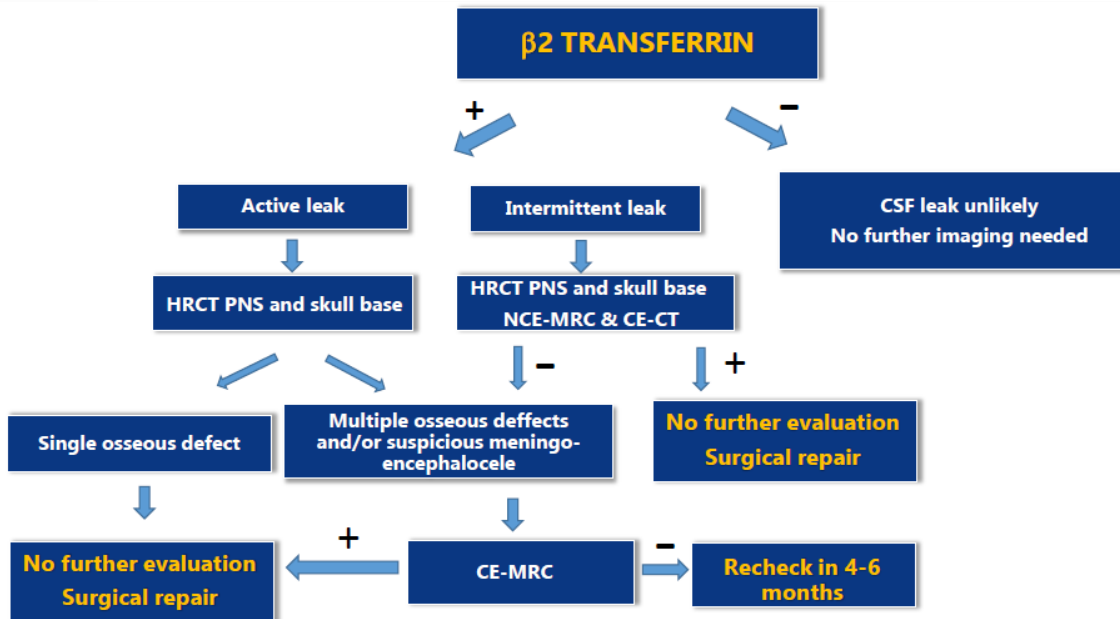 β2 TRANSFERRIN
+
−
Active leak
Intermittent leak
CSF leak unlikely
No further imaging needed
HRCT PNS and skull base
HRCT PNS and skull base
NCE-MRC & CE-CT
−
+
Single osseous defect
Multiple osseous deffects
and/or suspicious meningo-
encephalocele
No further evaluation
Surgical repair
+
−
No further evaluation
Surgical repair
CE-MRC
Recheck in 4-6
months